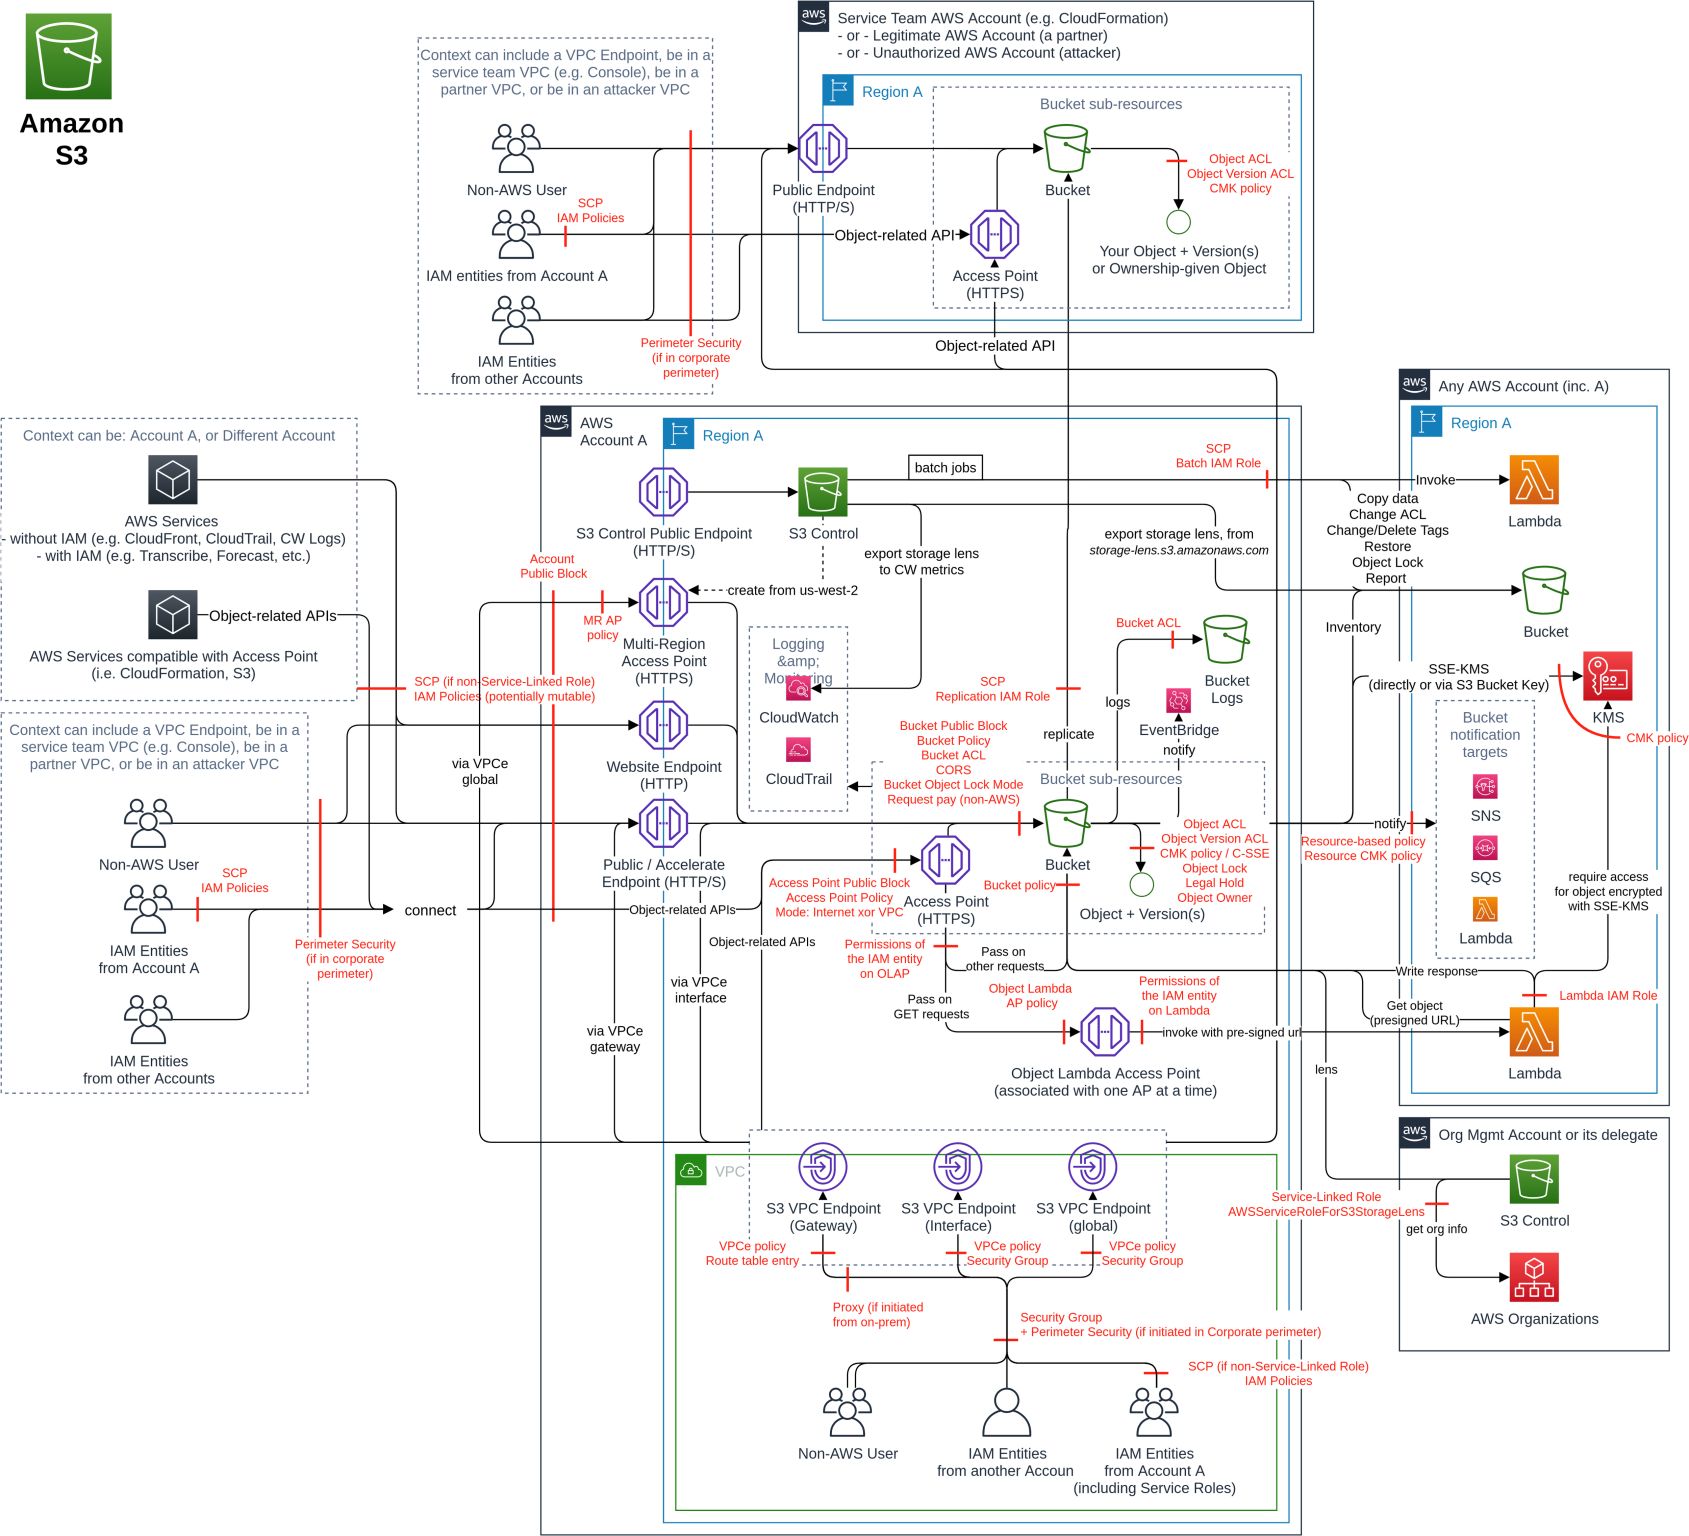 Amazon
S3
aws
Service Team AWS Account (e.g. CloudFormation)
- or - Legitimate AWS Account (a partner)
- or - Unauthorized AWS Account (attacker)
Context can include a VPC Endpoint, be in a
service team VPC (e.g. Console), be in a
partner VPC, or be in an attacker VPC
Region A
Bucket sub-resources
Non-AWS User
SCP
IAM Policies
IAM entities from Account A
IAM Entities
from other Accounts
Perimeter Security
(if in corporate
perimeter)
Public Endpoint
(HTTP/S)
Object-related API
Bucket
Object ACL
Object Version ACL
CMK policy
Access Point
(HTTPS)
Your Object + Version(s)
or Ownership-given Object
Object-related API
Context can be: Account A, or Different Account
AWS Services
- without IAM (e.g. CloudFront, CloudTrail, CW Logs)
- with IAM (e.g. Transcribe, Forecast, etc.)
Object-related APIs
AWS Services compatible with Access Point
(i.e. CloudFormation, S3)
SCP (if non-Service-Linked Role)
IAM Policies (potentially mutable)
Context can include a VPC Endpoint, be in a
service team VPC (e.g. Console), be in a
partner VPC, or be in an attacker VPC
Non-AWS User
SCP
IAM Policies
IAM Entities
from Account A
IAM Entities
from other Accounts
Perimeter Security
(if in corporate
perimeter)
connect
aws
AWS
Account A
Region A
S3 Control Public Endpoint
(HTTP/S)
S3 Control
batch jobs
SCP
Batch IAM Role
export storage lens
to CW metrics
export storage lens, from
storage-lens.s3.amazonaws.com
Account
Public Block
create from us-west-2
MR AP
policy
Multi-Region
Access Point
(HTTPS)
Logging
&amp;
Monitoring
CloudWatch
CloudTrail
Website Endpoint
(HTTP)
via VPCe
global
Public / Accelerate
Endpoint (HTTP/S)
Object-related APIs
Object-related APIs
via VPCe
interface
via VPCe
gateway
SCP
Replication IAM Role
replicate
Bucket ACL
logs
Bucket
Logs
EventBridge
notify
Bucket Public Block
Bucket Policy
Bucket ACL
CORS
Bucket Object Lock Mode
Request pay (non-AWS)
Bucket sub-resources
Bucket
Object ACL
Object Version ACL
CMK policy / C-SSE
Object Lock
Legal Hold
Object Owner
Bucket policy
Object + Version(s)
Access Point Public Block
Access Point Policy
Mode: Internet xor VPC
Access Point
(HTTPS)
Permissions of
the IAM entity
on OLAP
Pass on
other requests
Pass on
GET requests
Object Lambda
AP policy
Permissions of
the IAM entity
on Lambda
invoke with pre-signed url
Object Lambda Access Point
(associated with one AP at a time)
VPC
S3 VPC Endpoint
(Gateway)
S3 VPC Endpoint
(Interface)
S3 VPC Endpoint
(global)
VPCe policy
Route table entry
VPCe policy
Security Group
VPCe policy
Security Group
Proxy (if initiated
from on-prem)
Security Group
+ Perimeter Security (if initiated in Corporate perimeter)
SCP (if non-Service-Linked Role)
IAM Policies
Non-AWS User
IAM Entities
from another Accoun
IAM Entities
from Account A
(including Service Roles)
aws
Any AWS Account (inc. A)
Region A
Invoke
Lambda
Copy data
Change ACL
Change/Delete Tags
Restore
Object Lock
Report
Bucket
Inventory
SSE-KMS
(directly or via S3 Bucket Key)
KMS
CMK policy
Bucket
notification
targets
SNS
SQS
Lambda
notify
Resource-based policy
Resource CMK policy
require access
for object encrypted
with SSE-KMS
Write response
Get object
(presigned URL)
Lambda IAM Role
Lambda
lens
aws
Org Mgmt Account or its delegate
Service-Linked Role
AWSServiceRoleForS3StorageLens
S3 Control
get org info
AWS Organizations